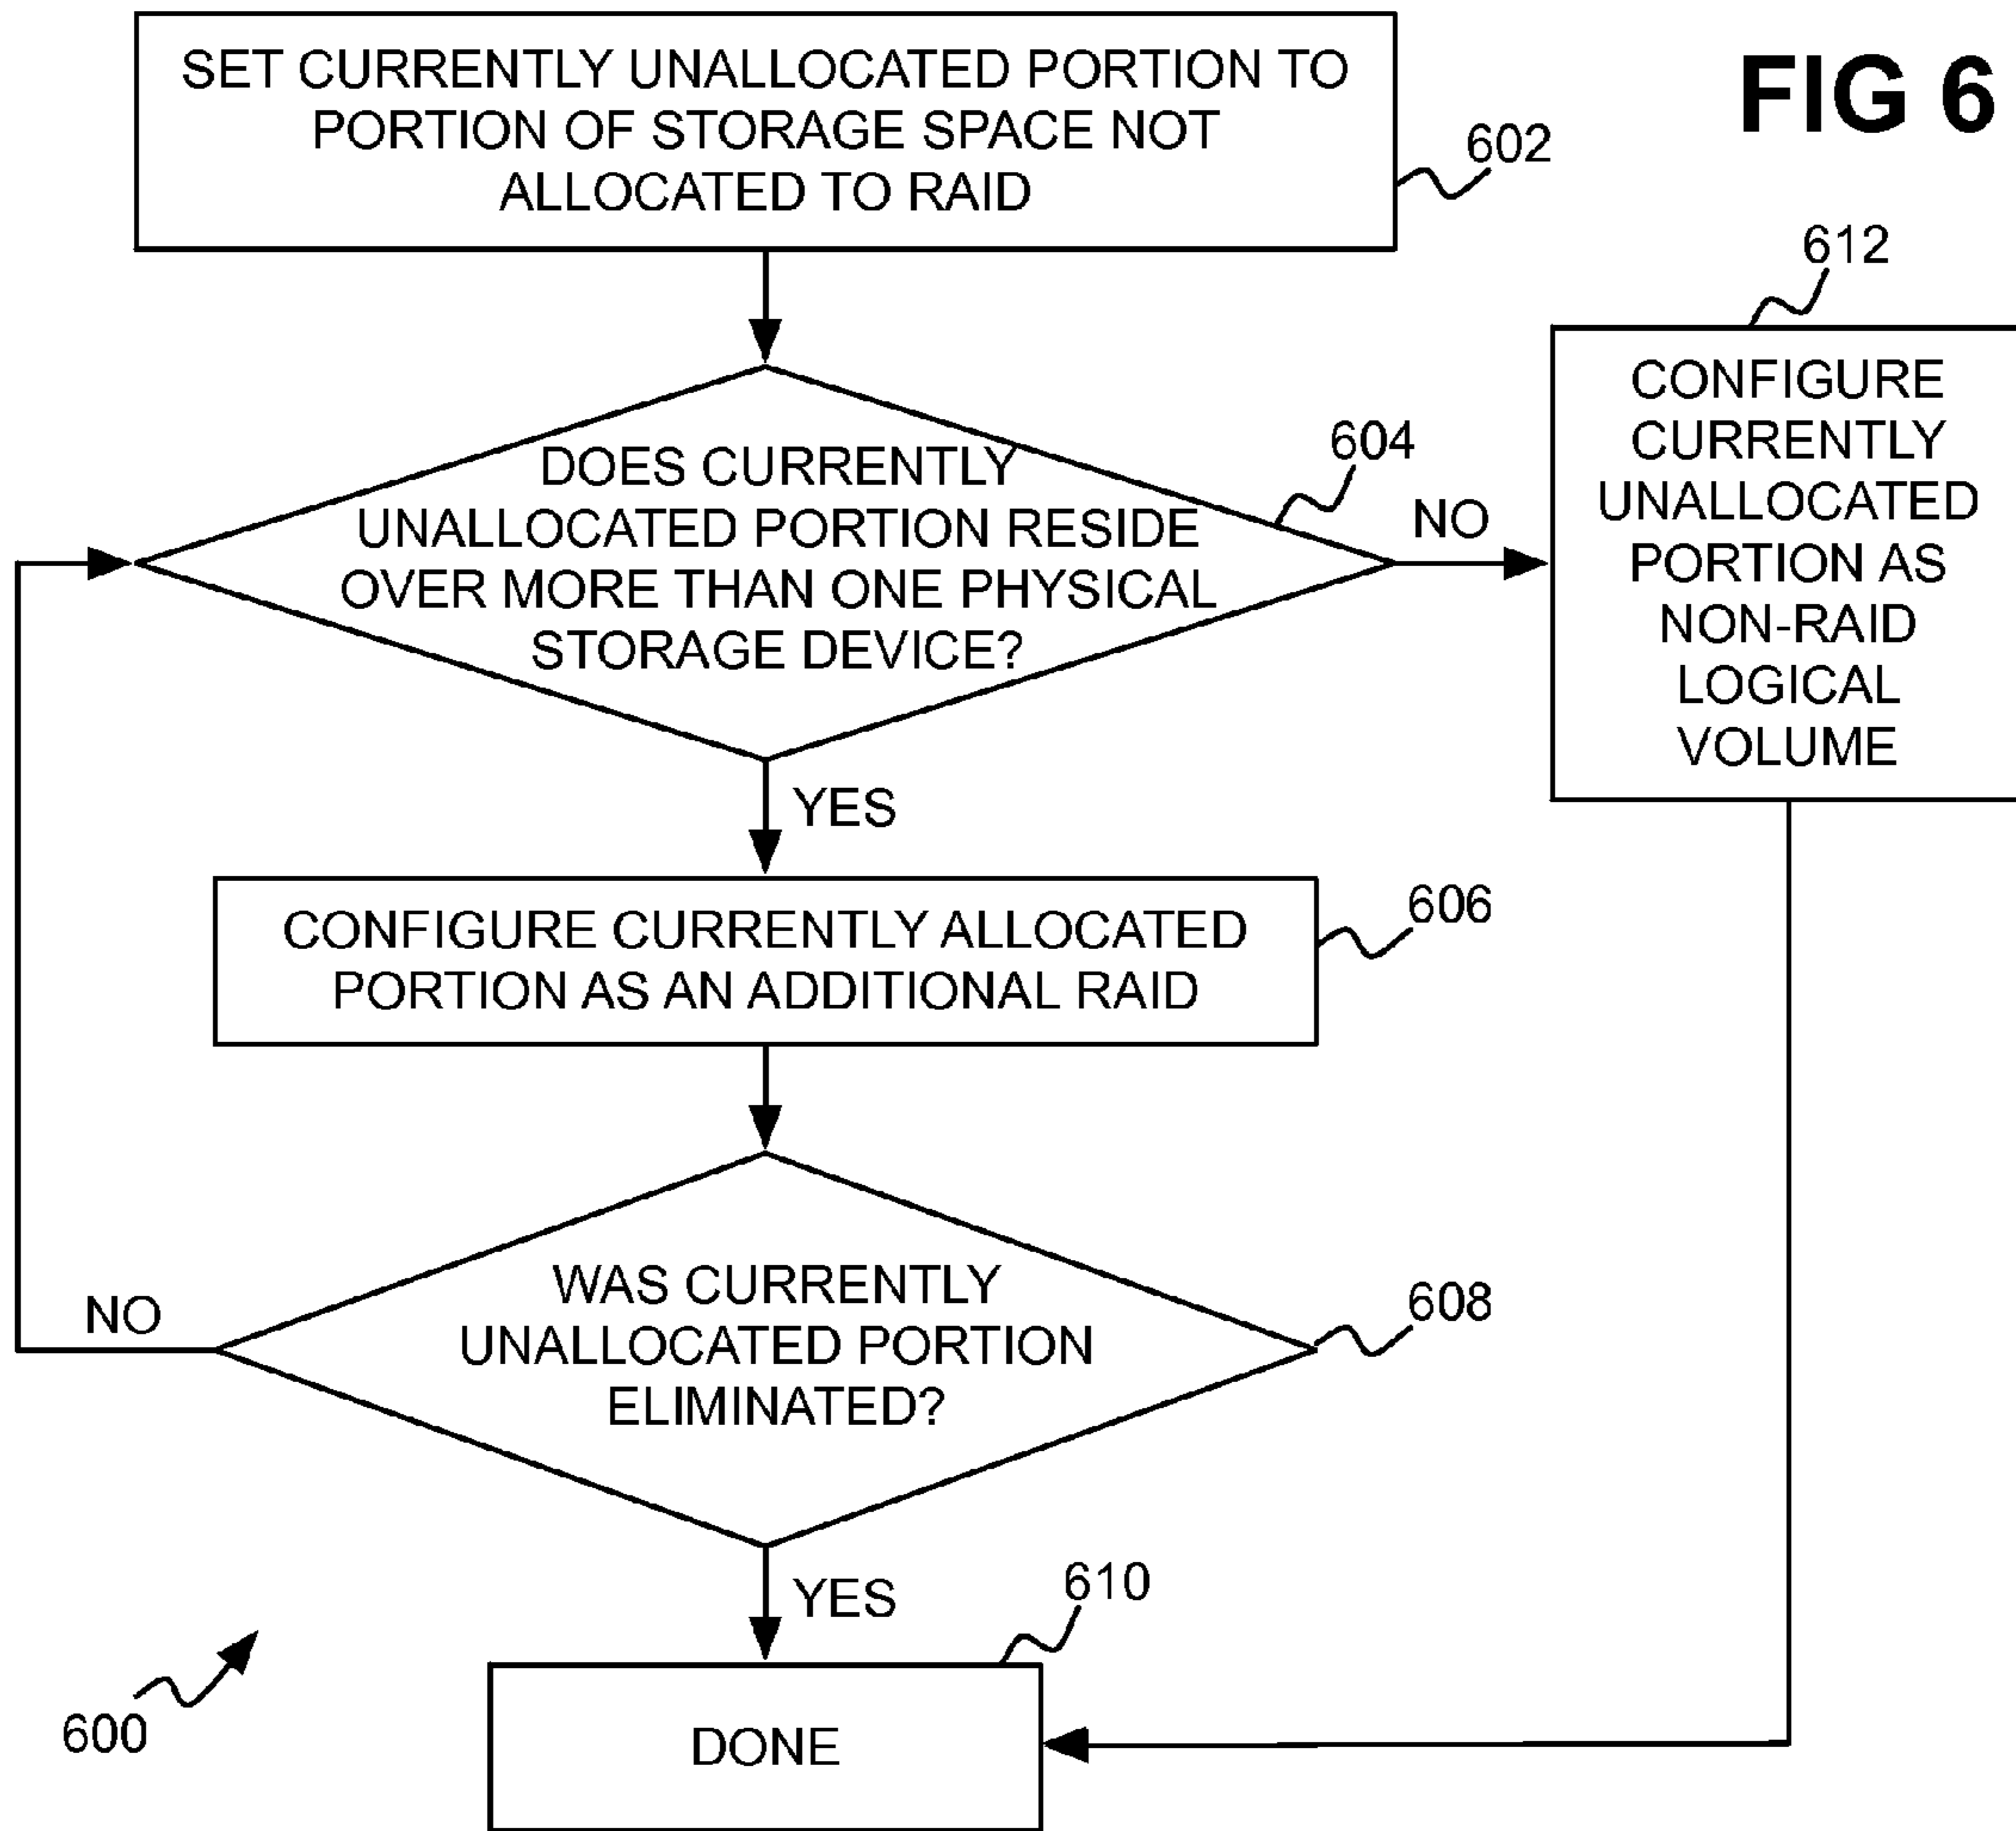 FIG 6
SET CURRENTLY UNALLOCATED PORTION TO
PORTION OF STORAGE SPACE NOT
ALLOCATED TO RAID
602
DOES CURRENTLY
UNALLOCATED PORTION RESIDE
OVER MORE THAN ONE PHYSICAL
STORAGE DEVICE?
604
NO
612
CONFIGURE
CURRENTLY
UNALLOCATED
PORTION AS
NON-RAID
LOGICAL
VOLUME
YES
CONFIGURE CURRENTLY ALLOCATED
PORTION AS AN ADDITIONAL RAID
606
WAS CURRENTLY
UNALLOCATED PORTION
ELIMINATED?
608
NO
YES
610
DONE
600